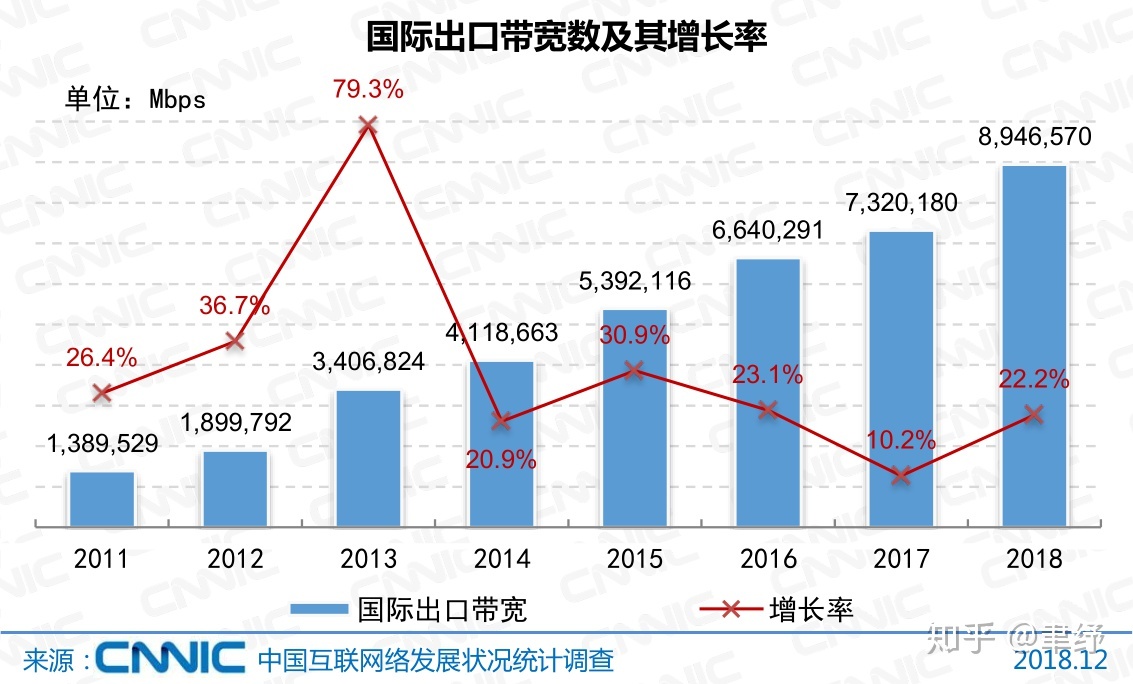 国际出口带宽数及其增长率
单位：Mbps
79.3%
8,946,570
7,320,180
6,640,291
5,392,116
36.7%
4,118,663
30.9%
26.4%
3,406,824
23.1%
22.2%
1,899,792
10.2%
1,389,529
20.9%
2011 2012 2013 2014 2015 2016 2017 2018
国际出口带宽 增长率
知乎 @聿纾
来源：CNNIC 中国互联网络发展状况统计调查 2018.12